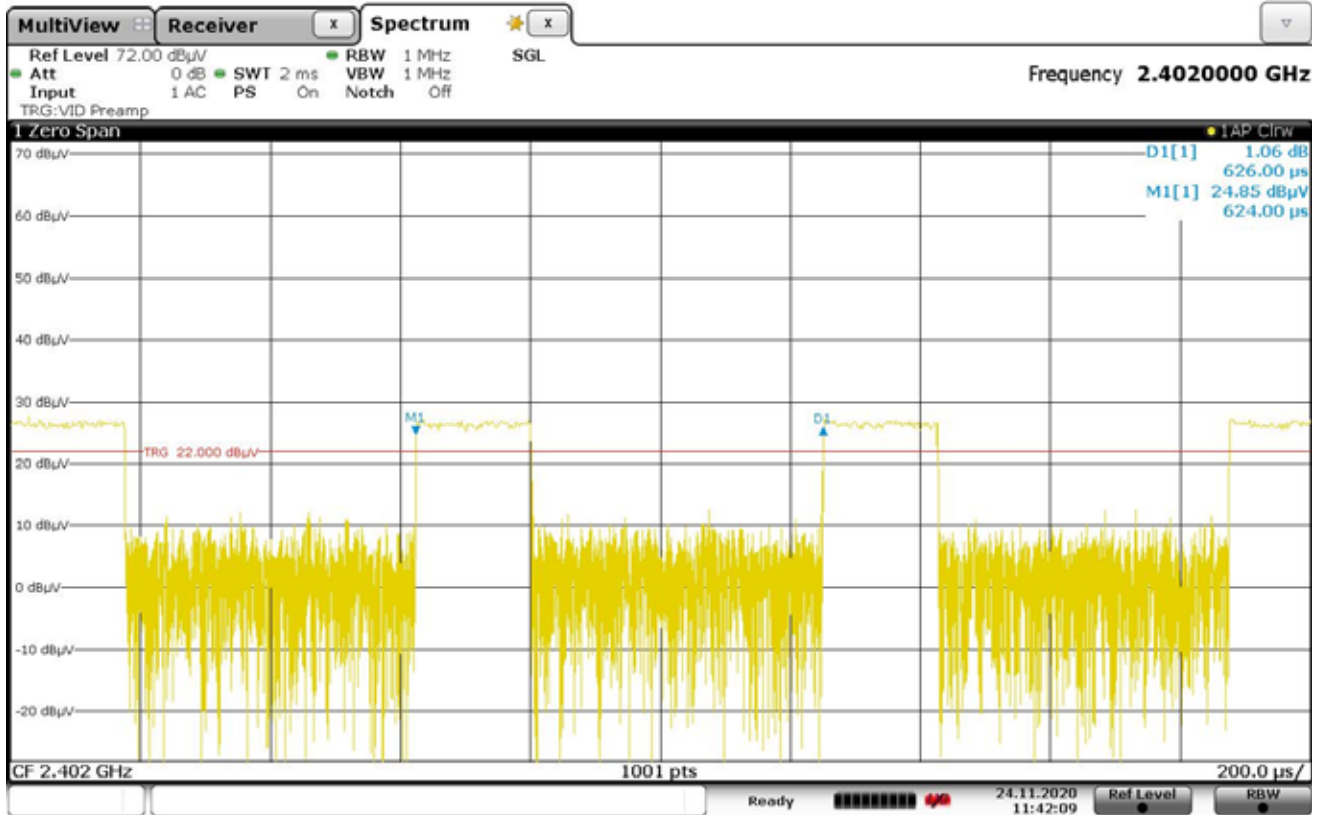 MultiView Receiver X Spectrum X
Ref Level 72.00 dBµV RBW 1 MHz SGL
Att 0 dB SWT 2 ms VBW 1 MHz Frequency 2.4020000 GHz
Input 1 AC PS On Notch Off
TRG:VID Preamp
1 Zero Span 1AP Clrw
70 dBµV
D1[1] 1.06 dB
626.00 µs
M1[1] 24.85 dBµV
624.00 µs
60 dBµV
50 dBµV
40 dBµV
30 dBµV
M1 D1
TRG 22.000 dBµV
20 dBµV
10 dBµV
0 dBµV
-10 dBµV
-20 dBµV
CF 2.402 GHz 1001 pts 200.0 µs/
Ready 24.11.2020 Ref Level RBW
11:42:09